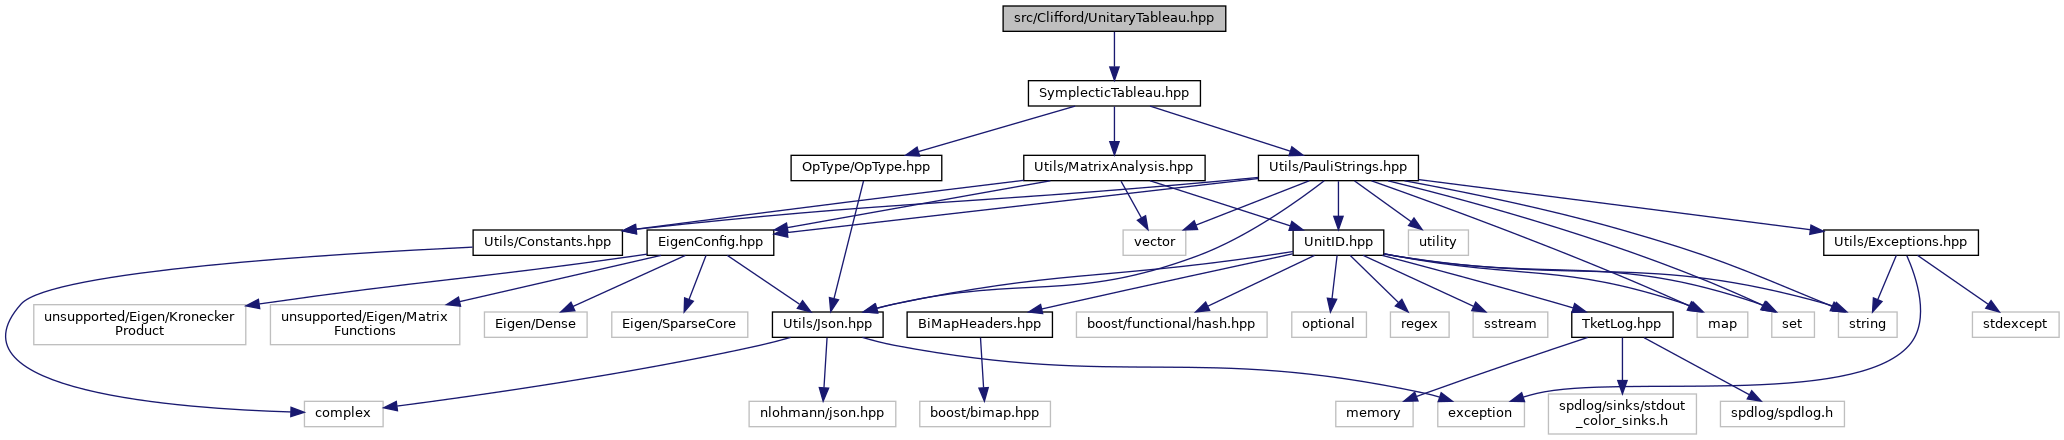 src/Clifford/UnitaryTableau.hpp
SymplecticTableau.hpp
OpType/OpType.hpp
Utils/MatrixAnalysis.hpp
Utils/PauliStrings.hpp
Utils/Constants.hpp
EigenConfig.hpp
vector
UnitID.hpp
utility
Utils/Exceptions.hpp
unsupported/Eigen/Kronecker
Product
unsupported/Eigen/Matrix
Functions
Eigen/Dense
Eigen/SparseCore
Utils/Json.hpp
BiMapHeaders.hpp
boost/functional/hash.hpp
optional
regex
sstream
TketLog.hpp
map
set
string
stdexcept
complex
nlohmann/json.hpp
boost/bimap.hpp
memory
exception
spdlog/sinks/stdout
_color_sinks.h
spdlog/spdlog.h